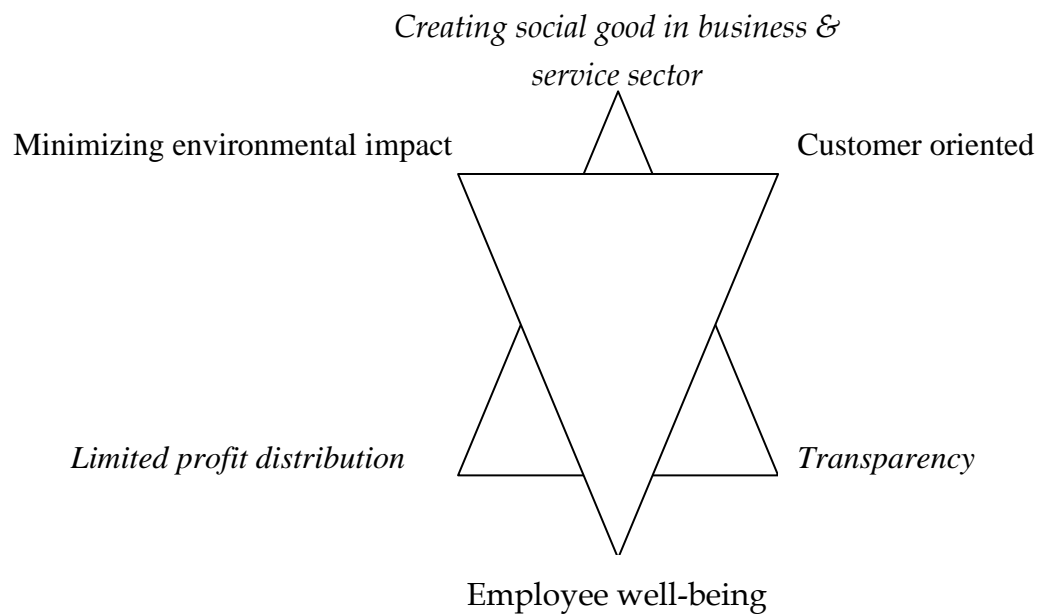 Creating social good in business &
service sector
Minimizing environmental impact
Customer oriented
Limited profit distribution
Transparency
Employee well-being